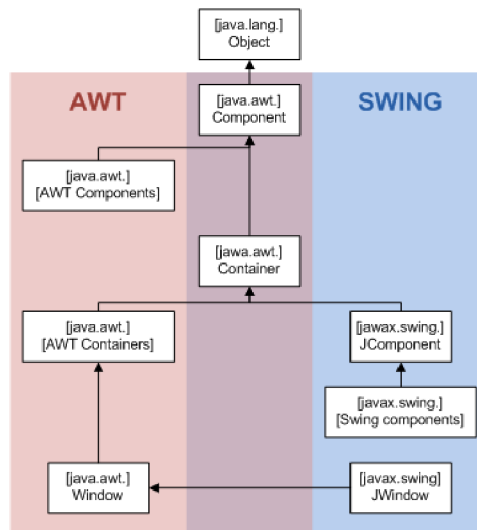 [java.lang.]
Object
AWT
SWING
[java.awt.]
Component
[java.awt.]
[AWT Components]
[jawa.awt.]
Container
[java.awt.]
[AWT Containers]
[jawax.swing.]
JComponent
[javax.swing.]
[Swing components]
[java.awt.]
Window
[javax.swing]
JWindow